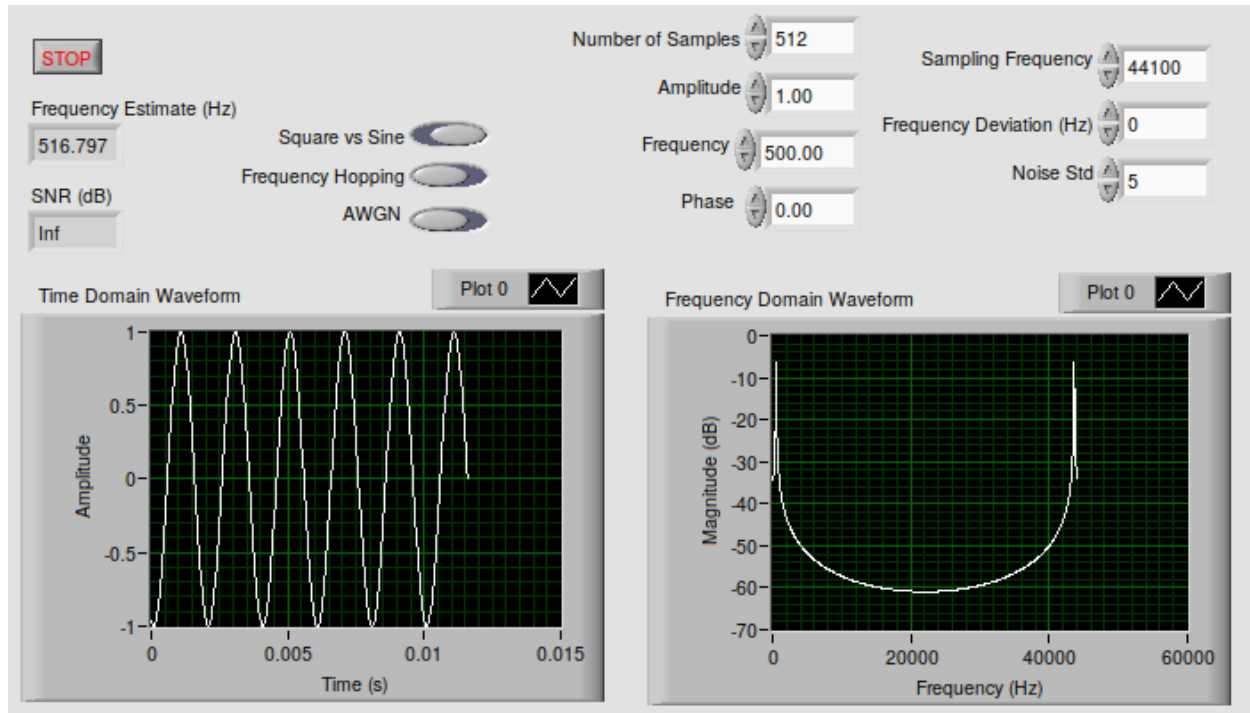 STOP
Frequency Estimate (Hz)
516.797
SNR (dB)
Inf
Square vs Sine
Frequency Hopping
AWGN
Number of Samples 512
Amplitude 1.00
Frequency 500.00
Phase 0.00
Sampling Frequency 44100
Frequency Deviation (Hz) 0
Noise Std 5
Time Domain Waveform
Plot 0
Amplitude
1
0.5
0
-0.5
-1
0 0.005 0.01 0.015
Time (s)
Frequency Domain Waveform
Plot 0
Magnitude (dB)
0
-10
-20
-30
-40
-50
-60
-70
0 20000 40000 60000
Frequency (Hz)